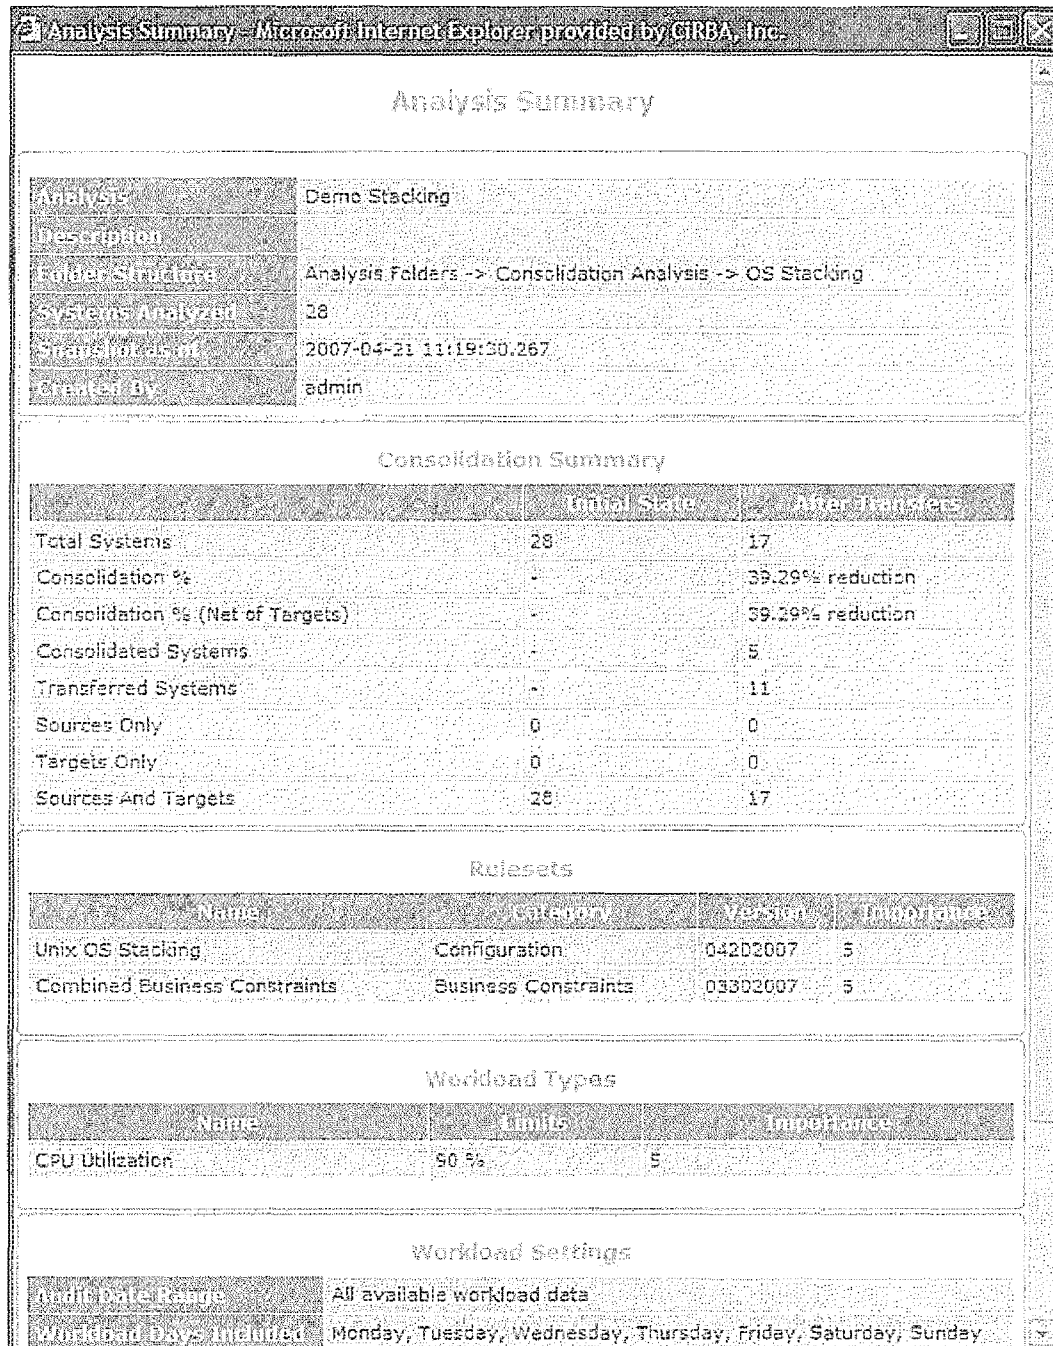 Analysis Summary - Microsoft Internet Explorer provided by CiRBA, Inc.
Analysis Summary
Analysis Demo Stacking
Description
Folder Structure Analysis Folders -> Consolidation Analysis -> OS Stacking
Systems Analyzed 28
Snapshot as of 2007-04-21 11:19:30.267
Created By admin
Consolidation Summary
Initial State After Transfers
Total Systems 28 17
Consolidation % - 39.29% reduction
Consolidation % (Net of Targets) - 39.29% reduction
Consolidated Systems - 5
Transferred Systems - 11
Sources Only 0 0
Targets Only 0 0
Sources And Targets 28 17
Rulesets
Name Category Version Importance
Unix OS Stacking Configuration 04202007 5
Combined Business Constraints Business Constraints 03302007 5
Workload Types
Name Limits Importance
CPU Utilization 90 % 5
Workload Settings
Audit Date Range All available workload data
Workload Days Included Monday, Tuesday, Wednesday, Thursday, Friday, Saturday, Sunday